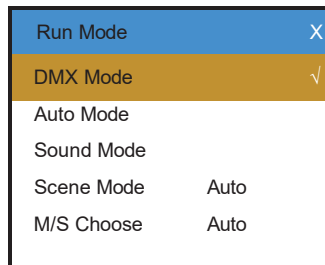 Run Mode X
DMX Mode √
Auto Mode
Sound Mode
Scene Mode Auto
M/S Choose Auto